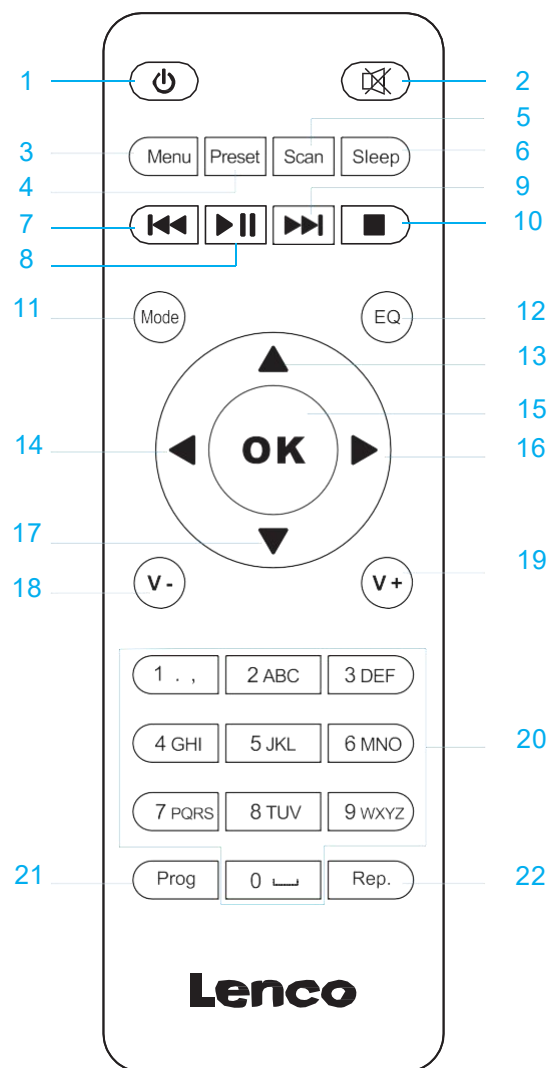 1 2
5
3 Menu Preset Scan Sleep 6
4
9
7 10
8
11 Mode EQ 12
13
15
14 OK 16
17
18 V - V + 19
1 . , 2 ABC 3 DEF
4 GHI 5 JKL 6 MNO 20
7 PQRS 8 TUV 9 WXYZ
21 Prog 0 Rep. 22
Lenco